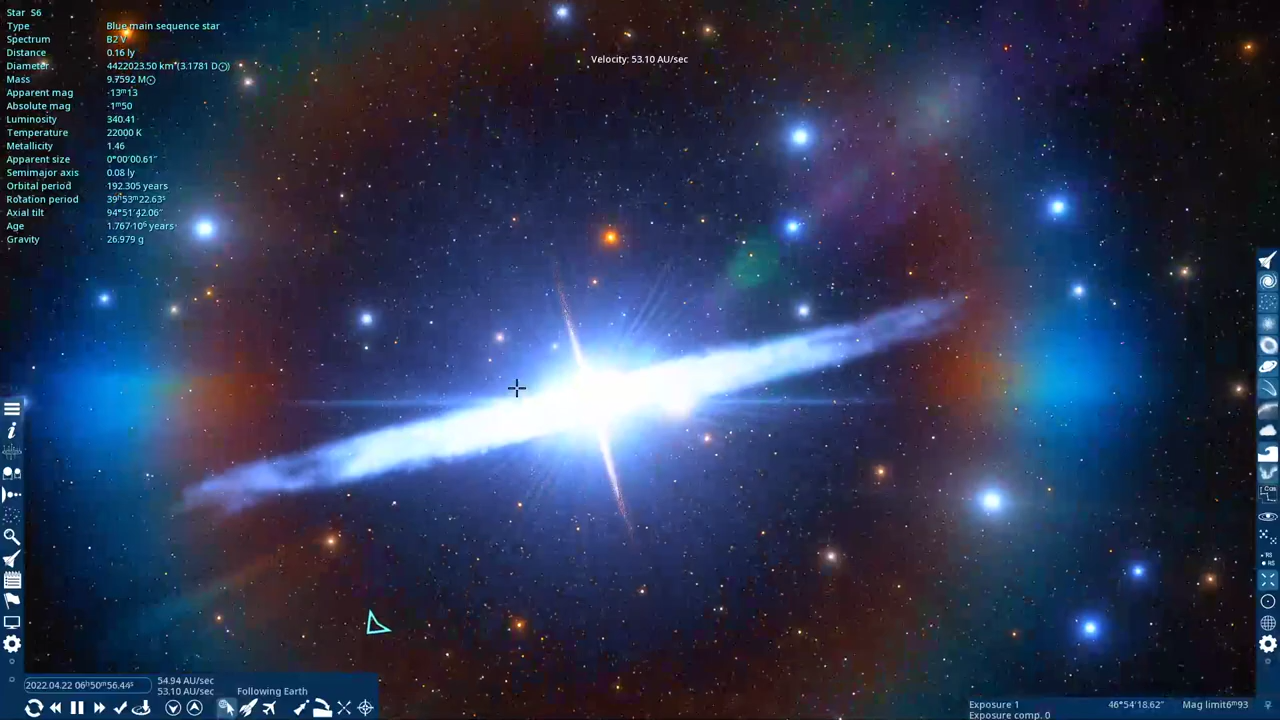 Star S6
Type Blue main sequence star
Spectrum B2 V
Distance 0.16 ly
Diameter 4422023.50 km (3.1781 D☉)
Mass 9.7592 M☉
Apparent mag -13ᵐ13
Absolute mag -1ᵐ50
Luminosity 340.41
Temperature 22000 K
Metallicity 1.46
Apparent size 0°00'00.61"
Semimajor axis 0.08 ly
Orbital period 192.305 years
Rotation period 39ʰ53ᵐ22.63ˢ
Axial tilt 94°51'42.06"
Age 1.767·10⁶ years
Gravity 26.979 g
Velocity: 53.10 AU/sec
2022.04.22 06ʰ50ᵐ56.44ˢ
54.94 AU/sec
53.10 AU/sec
Following Earth
Exposure 1
Exposure comp. 0
46°54'18.62"
Mag limit6ᵐ93
RS
RS